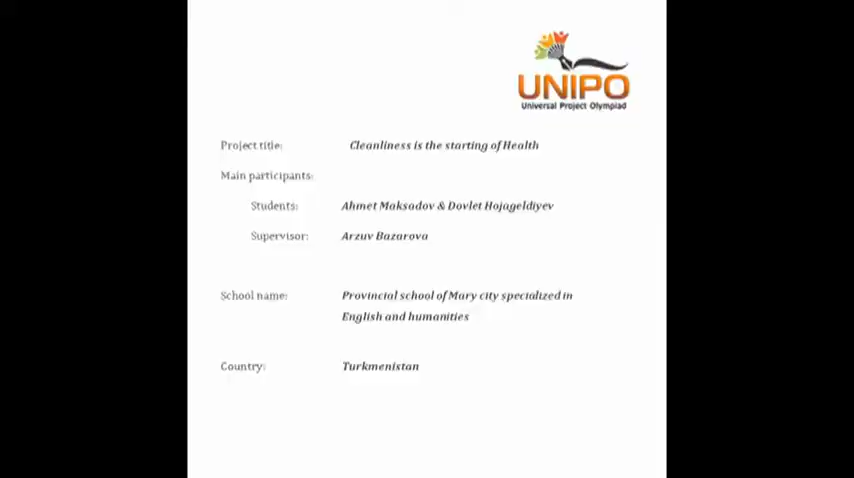 UNIPO
Universal Project Olympiad
Project title: Cleanliness is the starting of Health
Main participants:
Students: Ahmet Maksadov & Dovlet Hojageldiyev
Supervisor: Arzuv Bazarova
School name: Provincial school of Mary city specialized in
English and humanities
Country: Turkmenistan